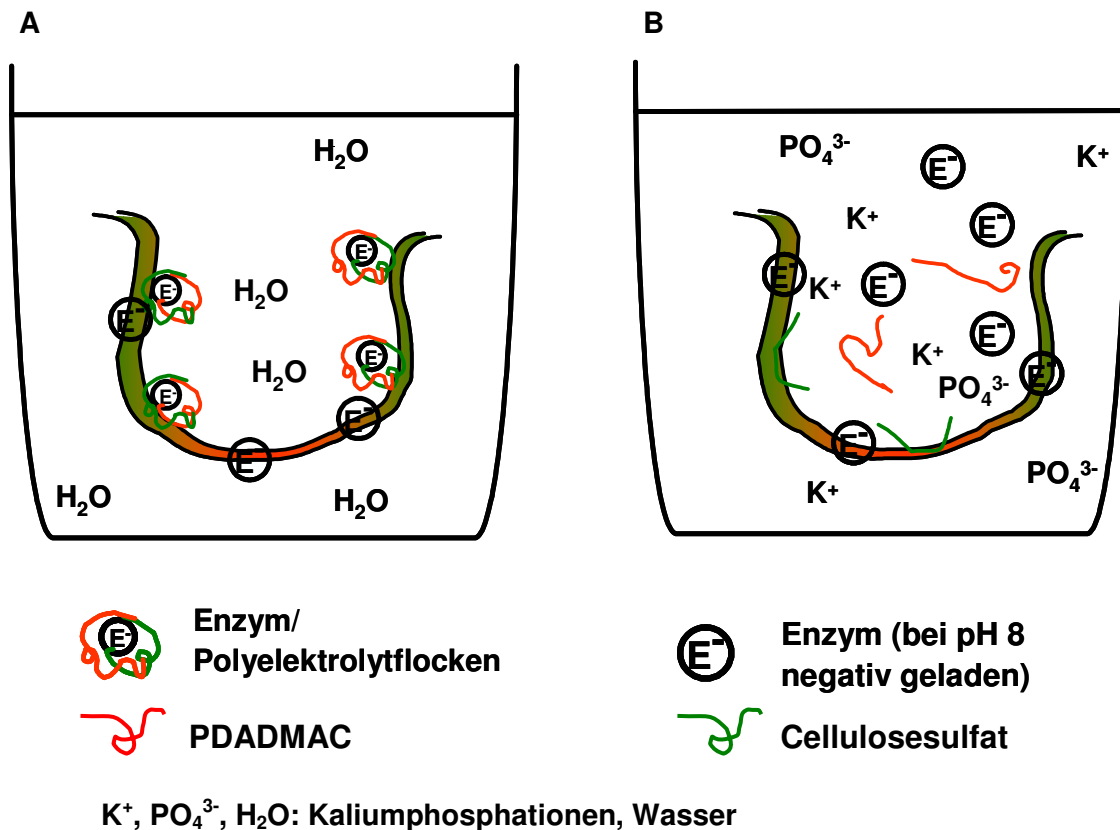 A
B
H₂O
PO₄³⁻
K⁺
E⁻
K⁺
E⁻
E⁻
E⁻
E⁻
H₂O
K⁺
E⁻
E⁻
E⁻
H₂O
E⁻
K⁺
E⁻
PO₄³⁻
E⁻
E⁻
E⁻
E⁻
E⁻
H₂O
H₂O
K⁺
PO₄³⁻
E⁻
Enzym/
Polyelektrolytflocken
E⁻
Enzym (bei pH 8
negativ geladen)
PDADMAC
Cellulosesulfat
K⁺, PO₄³⁻, H₂O: Kaliumphosphationen, Wasser